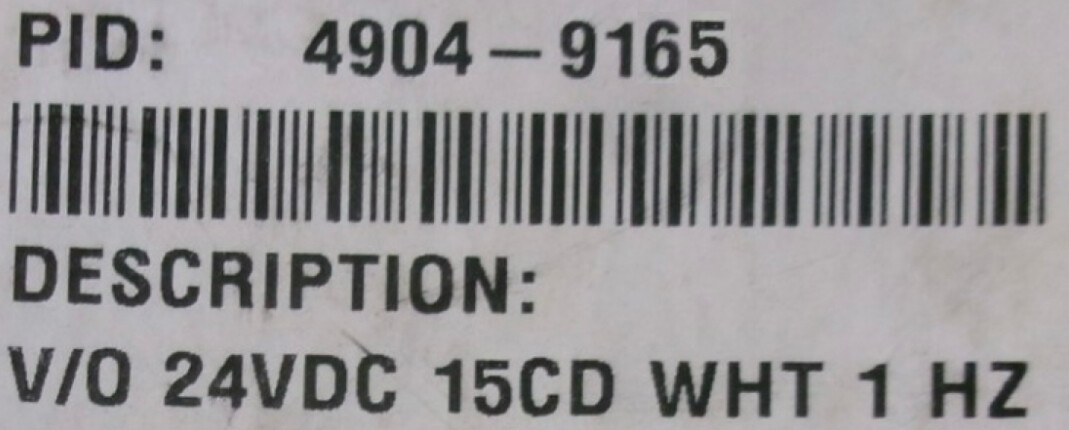 PID: 4904-9165
DESCRIPTION:
V/O 24VDC 15CD WHT 1 HZ